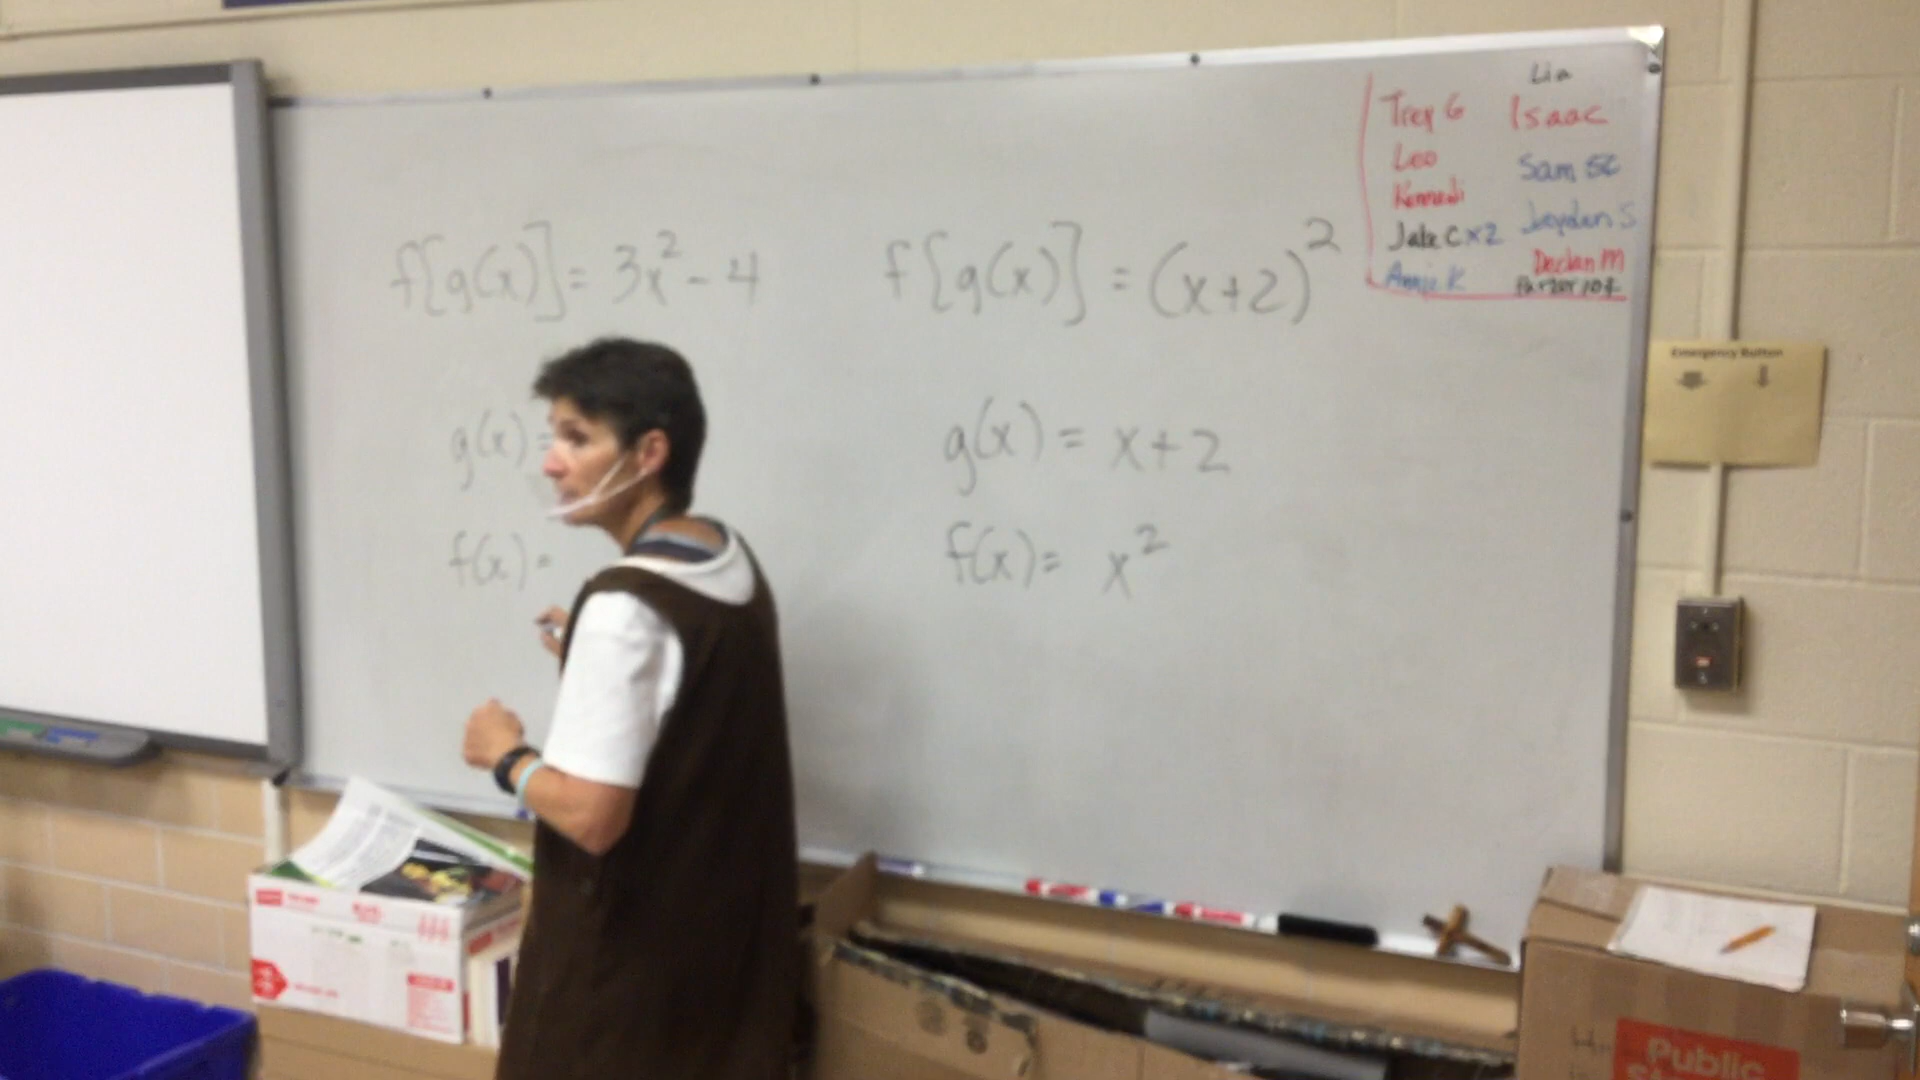 f[g(x)] = 3x² - 4
g(x) =
f(x) =
f[g(x)] = (x+2)²
g(x) = x+2
f(x) = x²
Lia
Trey G Isaac
Leo Sam SC
Kennedi
Jake C x2 Jayden S
Annie K Declan M
Emergency Button
Public